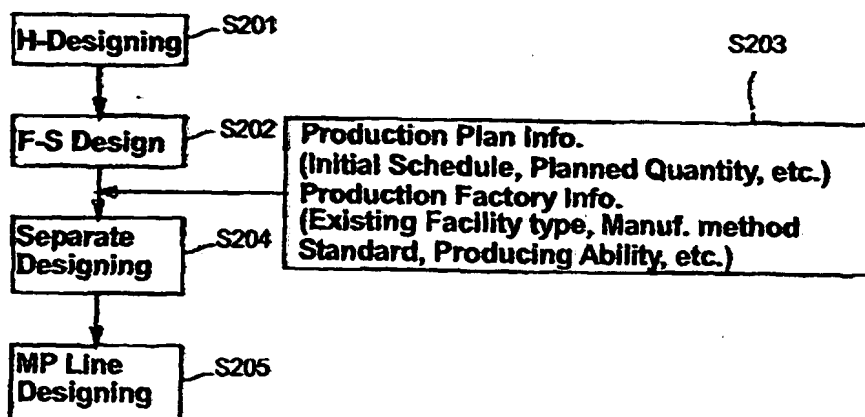 H-Designing
S201
F-S Design
S202
S203
Production Plan Info.
(Initial Schedule, Planned Quantity, etc.)
Production Factory Info.
(Existing Facility type, Manuf. method
Standard, Producing Ability, etc.)
Separate
Designing
S204
MP Line
Designing
S205